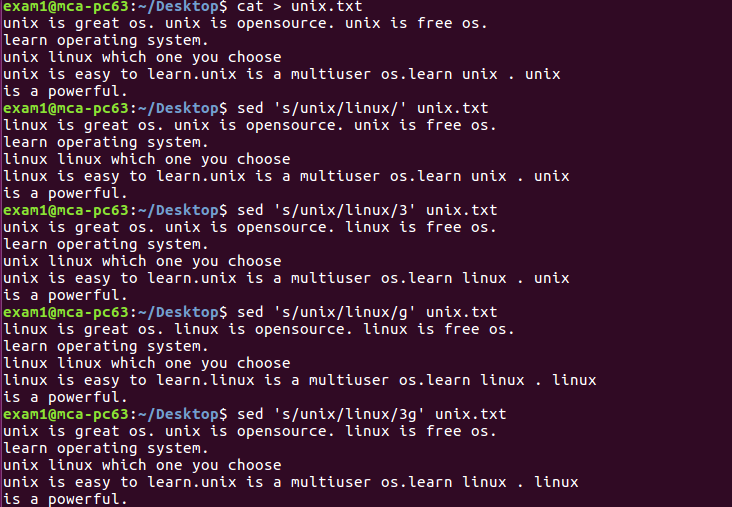 exam1@mca-pc63:~/Desktop$ cat > unix.txt
unix is great os. unix is opensource. unix is free os.
learn operating system.
unix linux which one you choose
unix is easy to learn.unix is a multiuser os.learn unix . unix
is a powerful.
exam1@mca-pc63:~/Desktop$ sed 's/unix/linux/' unix.txt
linux is great os. unix is opensource. unix is free os.
learn operating system.
linux linux which one you choose
linux is easy to learn.unix is a multiuser os.learn unix . unix
is a powerful.
exam1@mca-pc63:~/Desktop$ sed 's/unix/linux/3' unix.txt
unix is great os. unix is opensource. linux is free os.
learn operating system.
unix linux which one you choose
unix is easy to learn.unix is a multiuser os.learn linux . unix
is a powerful.
exam1@mca-pc63:~/Desktop$ sed 's/unix/linux/g' unix.txt
linux is great os. linux is opensource. linux is free os.
learn operating system.
linux linux which one you choose
linux is easy to learn.linux is a multiuser os.learn linux . linux
is a powerful.
exam1@mca-pc63:~/Desktop$ sed 's/unix/linux/3g' unix.txt
unix is great os. unix is opensource. linux is free os.
learn operating system.
unix linux which one you choose
unix is easy to learn.unix is a multiuser os.learn linux . linux
is a powerful.